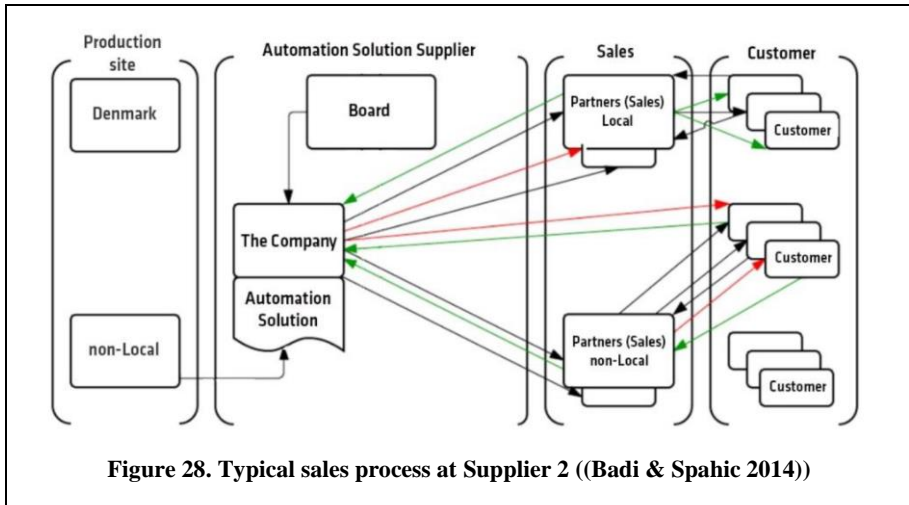 Production
site
Automation Solution Supplier
Sales
Customer
Denmark
Board
Partners (Sales)
Local
Customer
The Company
Customer
Automation
Solution
non-Local
Partners (Sales)
non-Local
Customer
Figure 28. Typical sales process at Supplier 2 ((Badi & Spahic 2014))